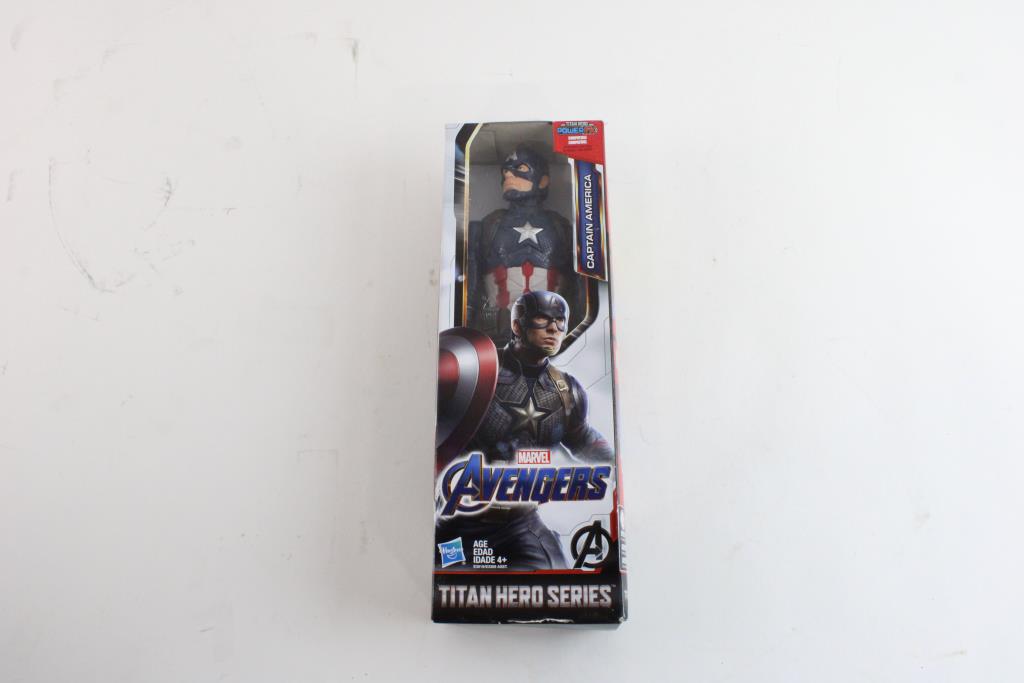 TITAN HERO
POWER FX
CAPTAIN AMERICA
MARVEL
AVENGERS
Hasbro
AGE
EDAD
IDADE 4+
TITAN HERO SERIES